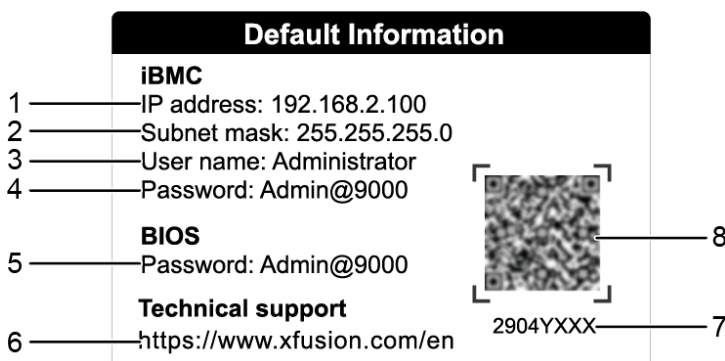 Default Information
iBMC
1 IP address: 192.168.2.100
2 Subnet mask: 255.255.255.0
3 User name: Administrator
4 Password: Admin@9000
BIOS
5 Password: Admin@9000
8
Technical support
6 https://www.xfusion.com/en
2904YXXX 7